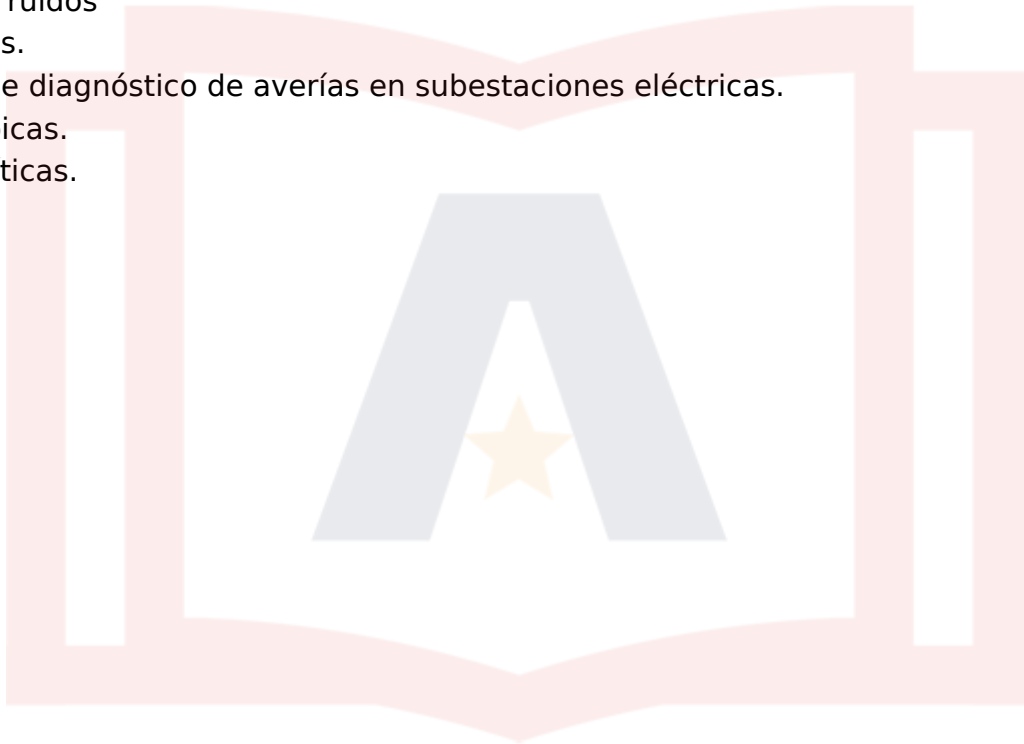 ruidos
s.
e diagnóstico de averías en subestaciones eléctricas.
icas.
ticas.